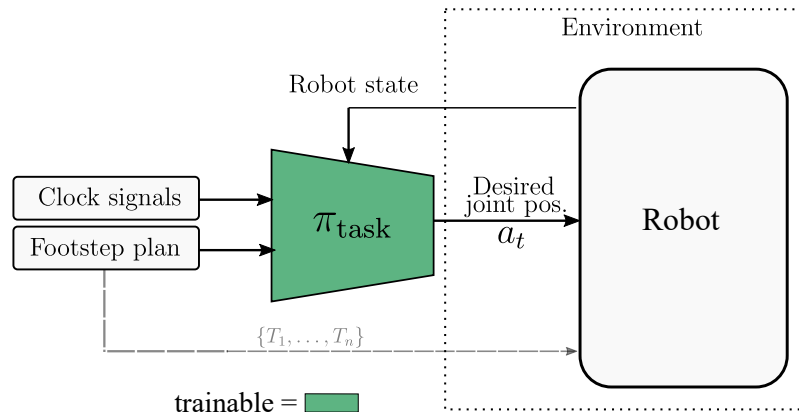 Environment
Robot state
Clock signals
Footstep plan
π_task
Desired
joint pos.
a_t
Robot
{T_1, ..., T_n}
trainable =